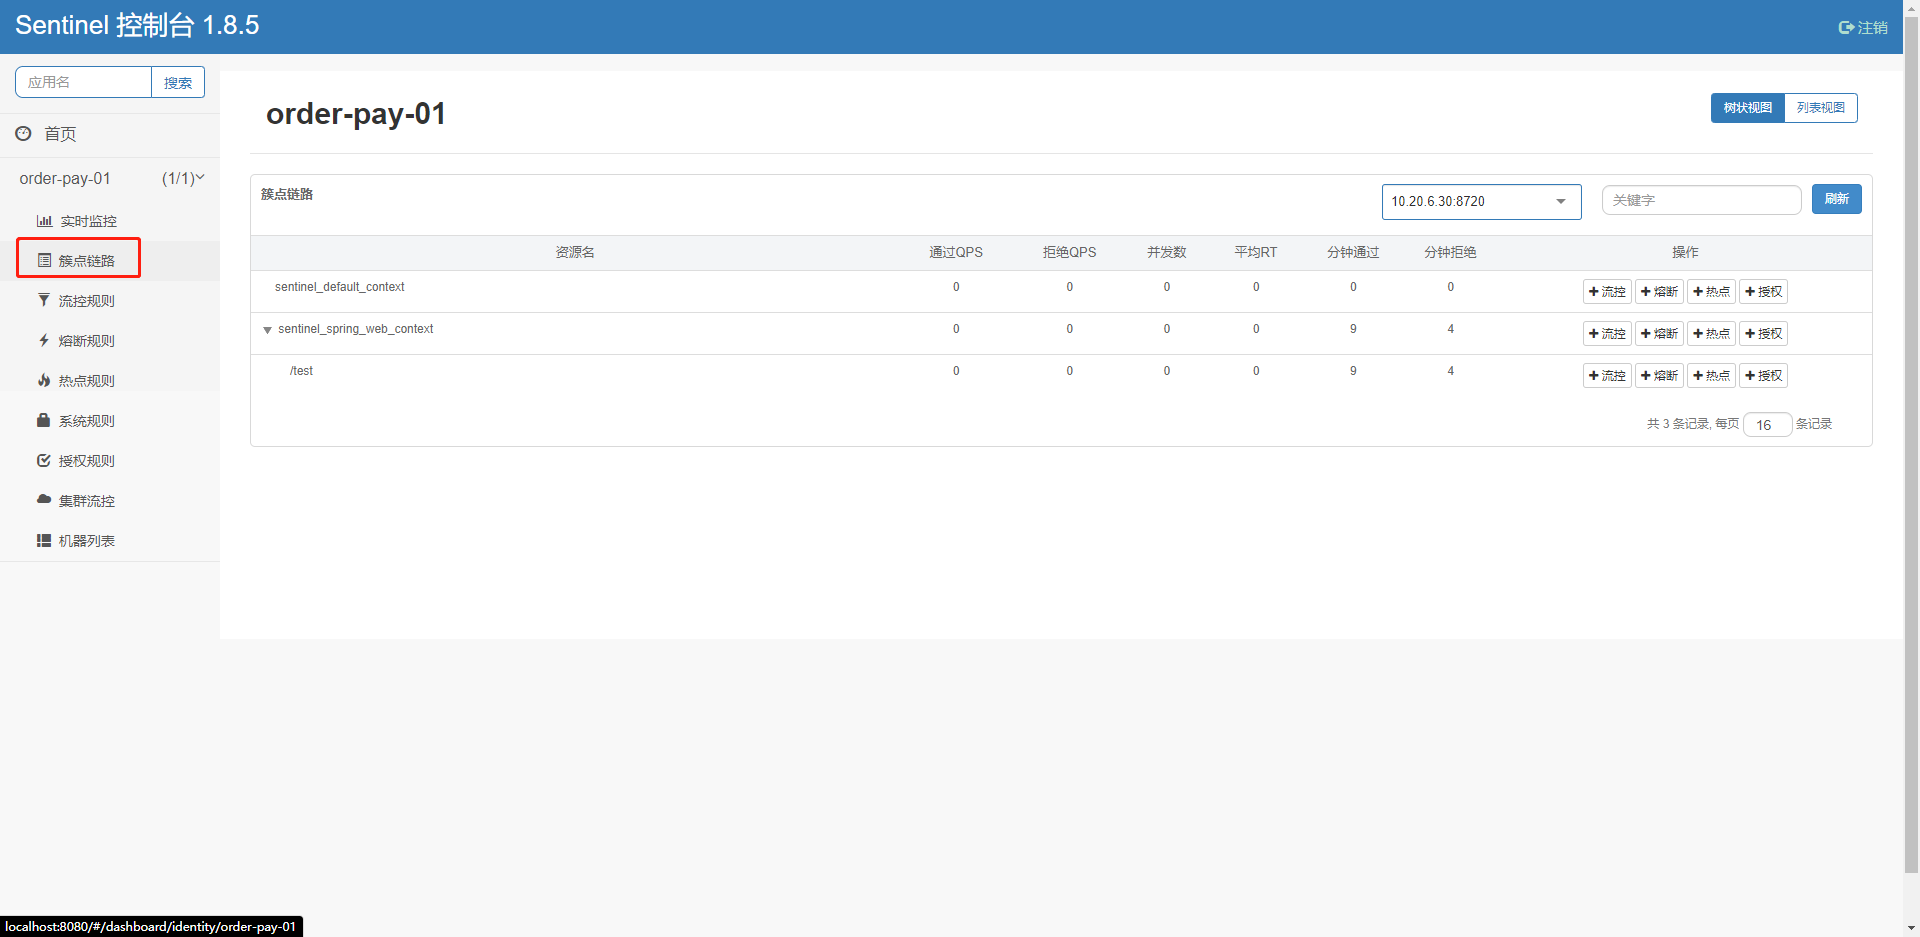 Sentinel 控制台 1.8.5
注销
应用名 搜索
首页
order-pay-01 (1/1)
实时监控
簇点链路
流控规则
熔断规则
热点规则
系统规则
授权规则
集群流控
机器列表
order-pay-01
树状视图 列表视图
簇点链路 10.20.6.30:8720 关键字 刷新
资源名 通过QPS 拒绝QPS 并发数 平均RT 分钟通过 分钟拒绝 操作
sentinel_default_context 0 0 0 0 0 0 流控 熔断 热点 授权
sentinel_spring_web_context 0 0 0 0 9 4 流控 熔断 热点 授权
/test 0 0 0 0 9 4 流控 熔断 热点 授权
共 3 条记录, 每页 16 条记录
localhost:8080/#/dashboard/identity/order-pay-01